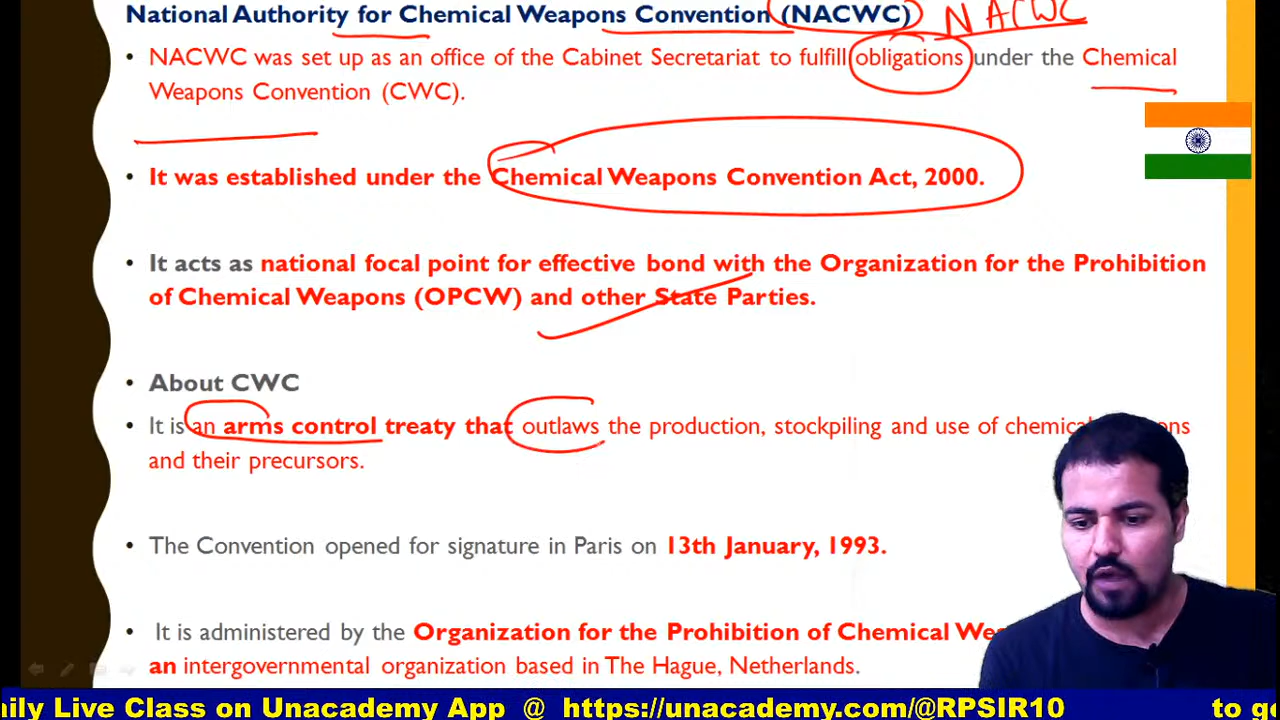 National Authority for Chemical Weapons Convention (NACWC) NACWC
• NACWC was set up as an office of the Cabinet Secretariat to fulfill obligations under the Chemical
Weapons Convention (CWC).
• It was established under the Chemical Weapons Convention Act, 2000.
• It acts as national focal point for effective bond with the Organization for the Prohibition
of Chemical Weapons (OPCW) and other State Parties.
• About CWC
• It is an arms control treaty that outlaws the production, stockpiling and use of
and their precursors.
• The Convention opened for signature in Paris on 13th January, 1993.
• It is administered by the Organization for the Prohibition of Chemical
an intergovernmental organization based in The Hague, Netherlands.
Live Class on Unacademy App @ https://unacademy.com/@RPSIR10 to